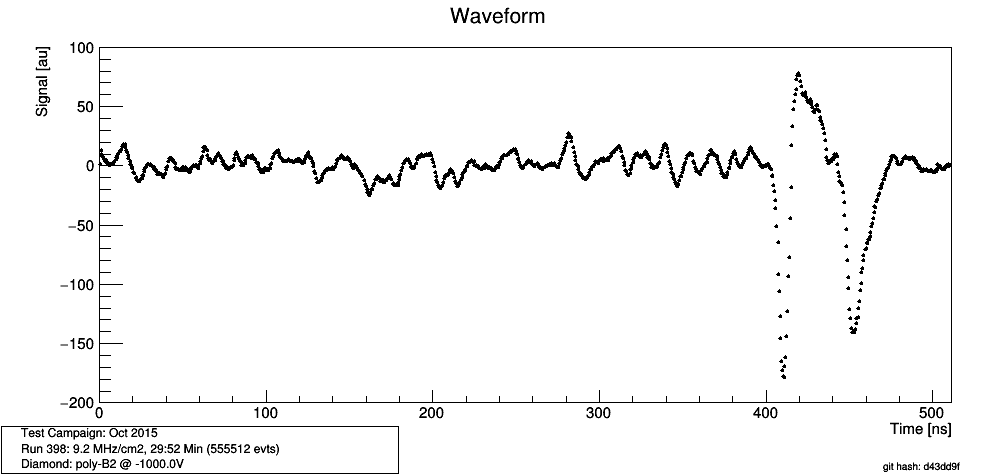 Waveform
Signal [au]
100
50
0
−50
−100
−150
−200
0 100 200 300 400 500
Time [ns]
Test Campaign: Oct 2015
Run 398: 9.2 MHz/cm2, 29:52 Min (555512 evts)
Diamond: poly-B2 @ -1000.0V
git hash: d43dd9f